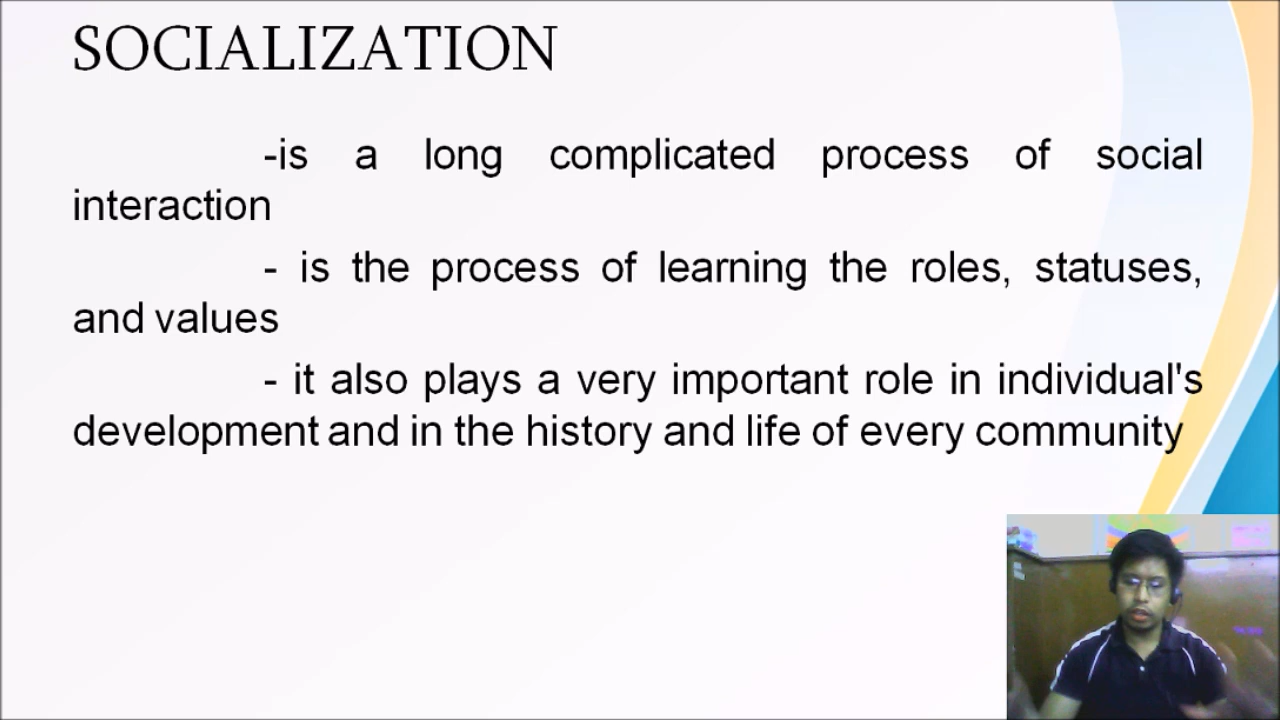 SOCIALIZATION
-is a long complicated process of social
interaction
- is the process of learning the roles, statuses,
and values
- it also plays a very important role in individual's
development and in the history and life of every community